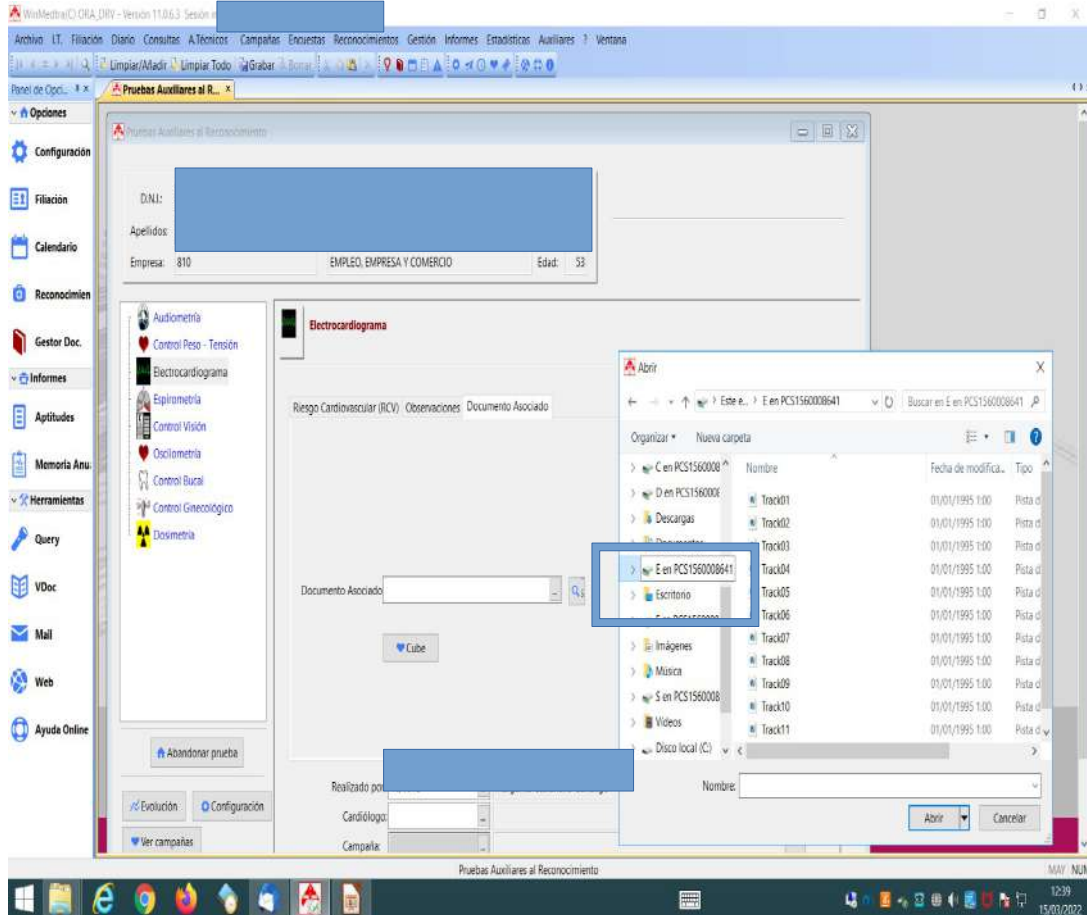 WinMedtra(C) ORA_DRV - Versión 11.0.6.3 Sesión
Archivo I.T. Filiación Diario Consultas A.Técnicos Campañas Encuestas Reconocimientos Gestión Informes Estadísticas Auxiliares ? Ventana
Limpiar/Añadir Limpiar Todo Grabar Borrar
Panel de Opci... Pruebas Auxiliares al R... x
Opciones
Configuración
Filiación
Calendario
Reconocimien
Gestor Doc.
Informes
Aptitudes
Memoria Anu
Herramientas
Query
VDoc
Mail
Web
Ayuda Online
Pruebas Auxiliares al Reconocimiento
D.N.I.:
Apellidos:
Empresa: 810 EMPLEO, EMPRESA Y COMERCIO Edad: 53
Audiometría
Control Peso - Tensión
Electrocardiograma
Espirometría
Control Visión
Oscilometría
Control Bucal
Control Ginecológico
Dosimetría
Abandonar prueba
Evolución Configuración
Ver campañas
Electrocardiograma
Riesgo Cardiovascular (RCV) Observaciones Documento Asociado
Documento Asociado
Cube
Realizado por
Cardiólogo:
Campaña:
Abrir X
Este e... > E en PCS1560008641 Buscar en E en PCS1560008641
Organizar Nueva carpeta
C en PCS1560008
D en PCS156000
Descargas
E en PCS1560008641
Escritorio
Imágenes
Música
S en PCS1560008
Vídeos
Disco local (C:)
Nombre Fecha de modifica... Tipo
Track01 01/01/1995 1:00 Pista d
Track02 01/01/1995 1:00 Pista d
Track03 01/01/1995 1:00 Pista d
Track04 01/01/1995 1:00 Pista d
Track05 01/01/1995 1:00 Pista d
Track06 01/01/1995 1:00 Pista d
Track07 01/01/1995 1:00 Pista d
Track08 01/01/1995 1:00 Pista d
Track09 01/01/1995 1:00 Pista d
Track10 01/01/1995 1:00 Pista d
Track11 01/01/1995 1:00 Pista d
Nombre:
Abrir Cancelar
Pruebas Auxiliares al Reconocimiento MAY NUM
12:39
15/03/2022